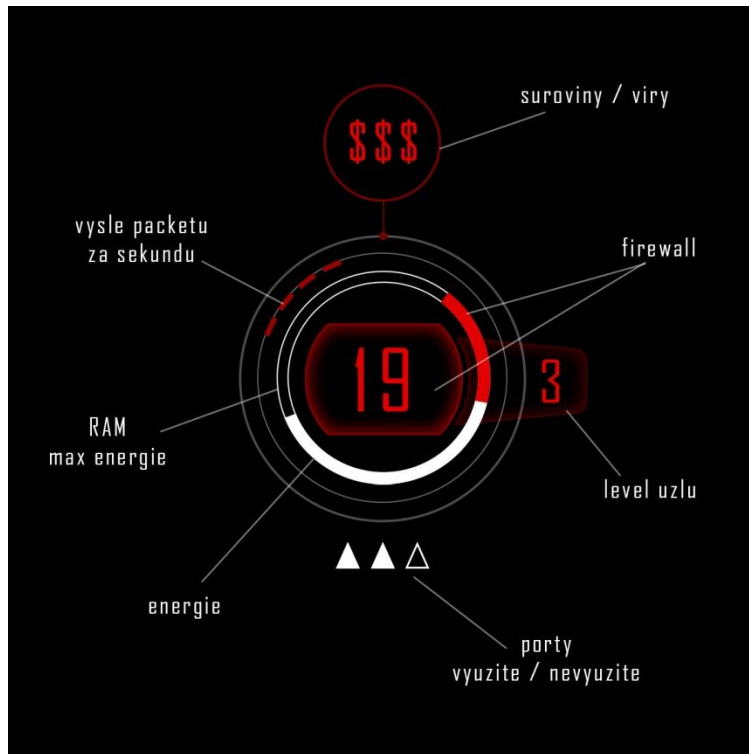 suroviny / viry
$$$
vysle packetu
za sekundu
firewall
19
3
RAM
max energie
level uzlu
energie
porty
vyuzite / nevyuzite